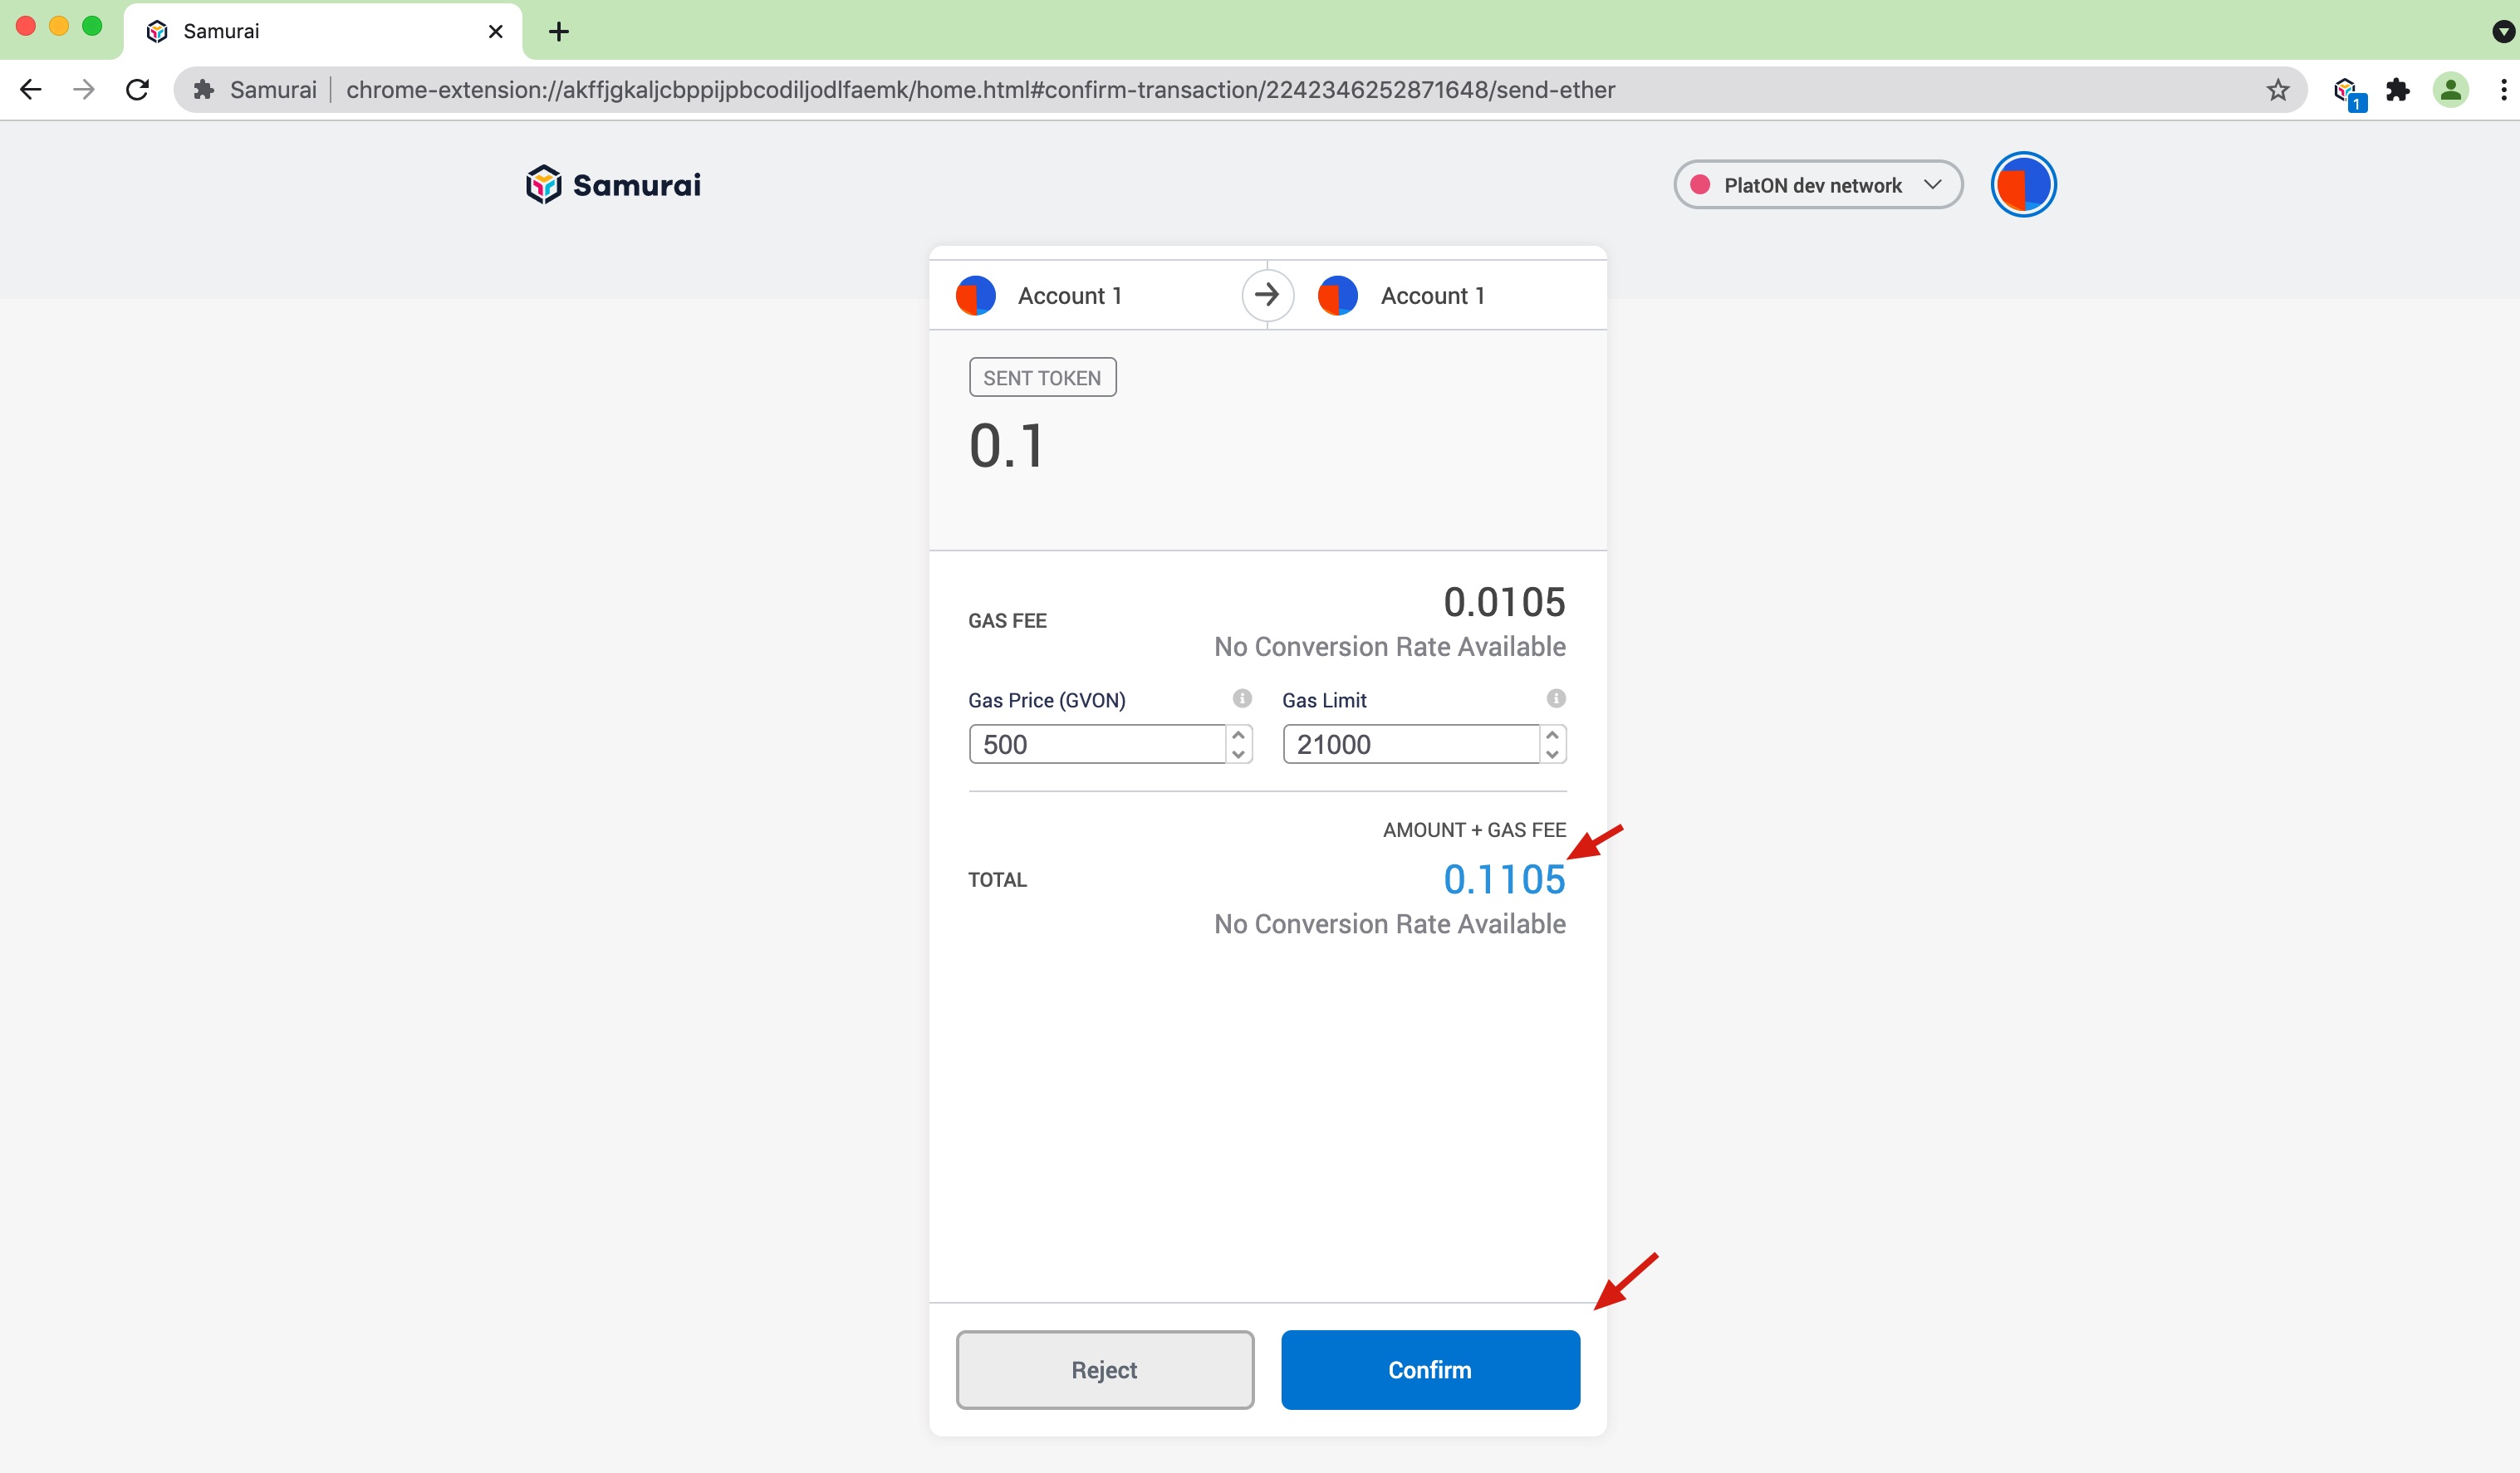 Samurai
Samurai chrome-extension://akffjgkaljcbppijpbcodiljodlfaemk/home.html#confirm-transaction/2242346252871648/send-ether
1
Samurai
PlatON dev network
Account 1
Account 1
SENT TOKEN
0.1
GAS FEE
0.0105
No Conversion Rate Available
Gas Price (GVON)
Gas Limit
500
21000
AMOUNT + GAS FEE
TOTAL
0.1105
No Conversion Rate Available
Reject
Confirm